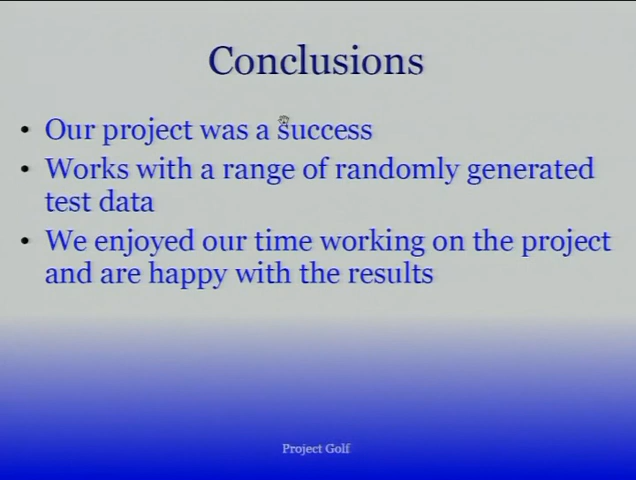 Conclusions
• Our project was a success
• Works with a range of randomly generated
test data
• We enjoyed our time working on the project
and are happy with the results
Project Golf